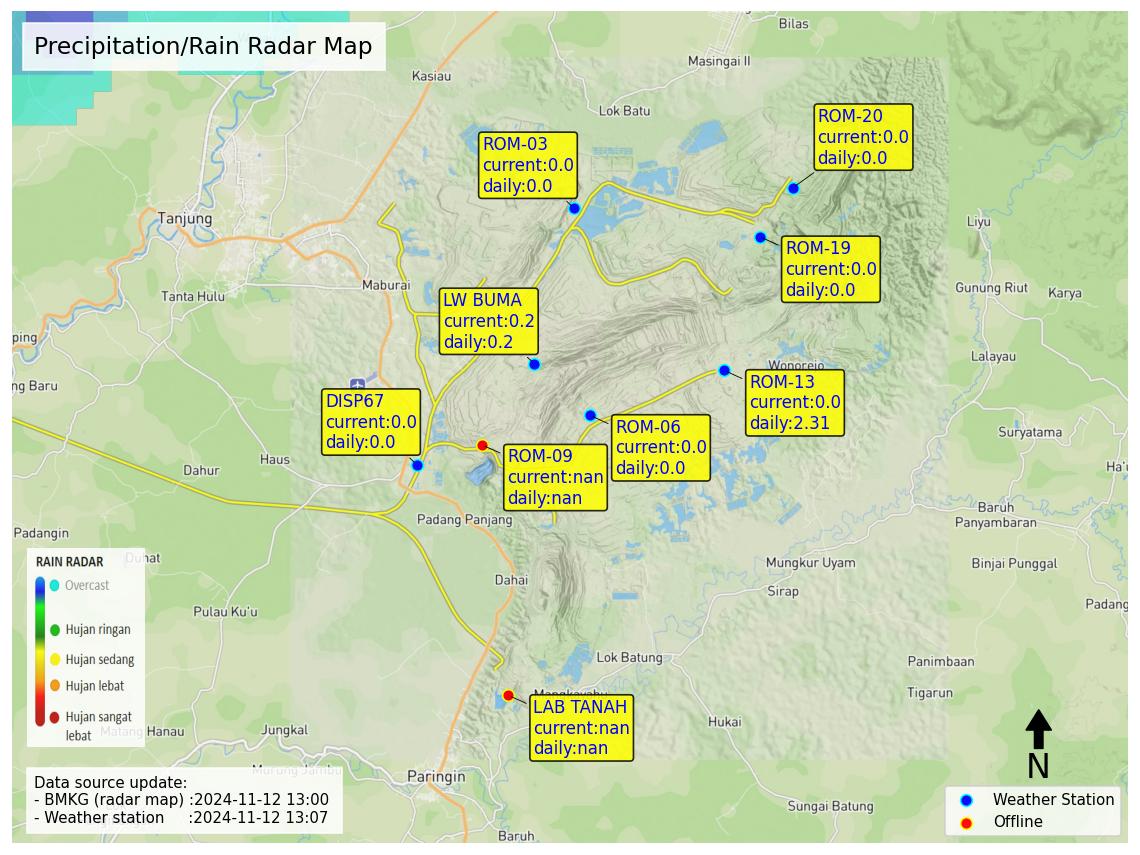 Precipitation/Rain Radar Map
Bilas
Masingai II
Kasiau
Lok Batu
ROM-20
current:0.0
daily:0.0
ROM-03
current:0.0
daily:0.0
Tanjung
Liyu
ROM-19
current:0.0
daily:0.0
Maburai
Tanta Hulu
Gunung Riut
Karya
LW BUMA
current:0.2
daily:0.2
ping
Lalayau
Wonorejo
ng Baru
ROM-13
current:0.0
daily:2.31
DISP67
current:0.0
daily:0.0
ROM-06
current:0.0
daily:0.0
Suryatama
ROM-09
current:nan
daily:nan
Haus
Dahur
Ha'u
Baruh
Panyambaran
Padang Panjang
Padangin
Duhat
Mungkur Uyam
Binjai Punggal
RAIN RADAR
Overcast
Hujan ringan
Hujan sedang
Hujan lebat
Hujan sangat
lebat
Dahai
Sirap
Padang
Pulau Ku'u
Lok Batung
Panimbaan
Tigarun
Mangkayahu
LAB TANAH
current:nan
daily:nan
Matang Hanau
Jungkal
Hukai
N
Murung Jambu
Paringin
Data source update:
- BMKG (radar map) :2024-11-12 13:00
- Weather station :2024-11-12 13:07
Sungai Batung
Baruh
Weather Station
Offline